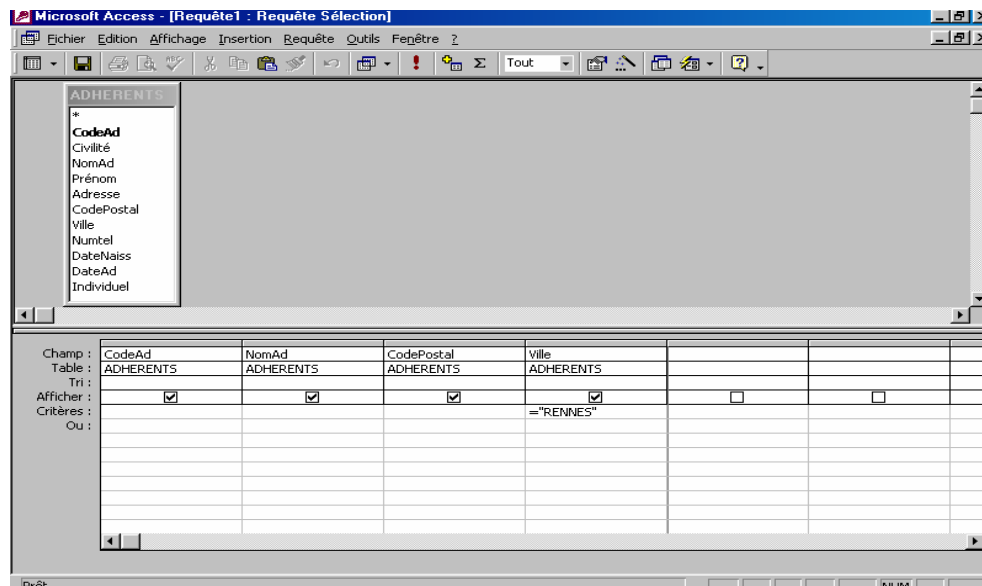 Microsoft Access - [Requête1 : Requête Sélection]
Fichier Edition Affichage Insertion Requête Outils Fenêtre ?
Tout
ADHERENTS
*
CodeAd
Civilité
NomAd
Prénom
Adresse
CodePostal
Ville
Numtel
DateNaiss
DateAd
Individuel
Champ : CodeAd NomAd CodePostal Ville
Table : ADHERENTS ADHERENTS ADHERENTS ADHERENTS
Tri :
Afficher :
Critères : ="RENNES"
Ou :
Prêt NUM